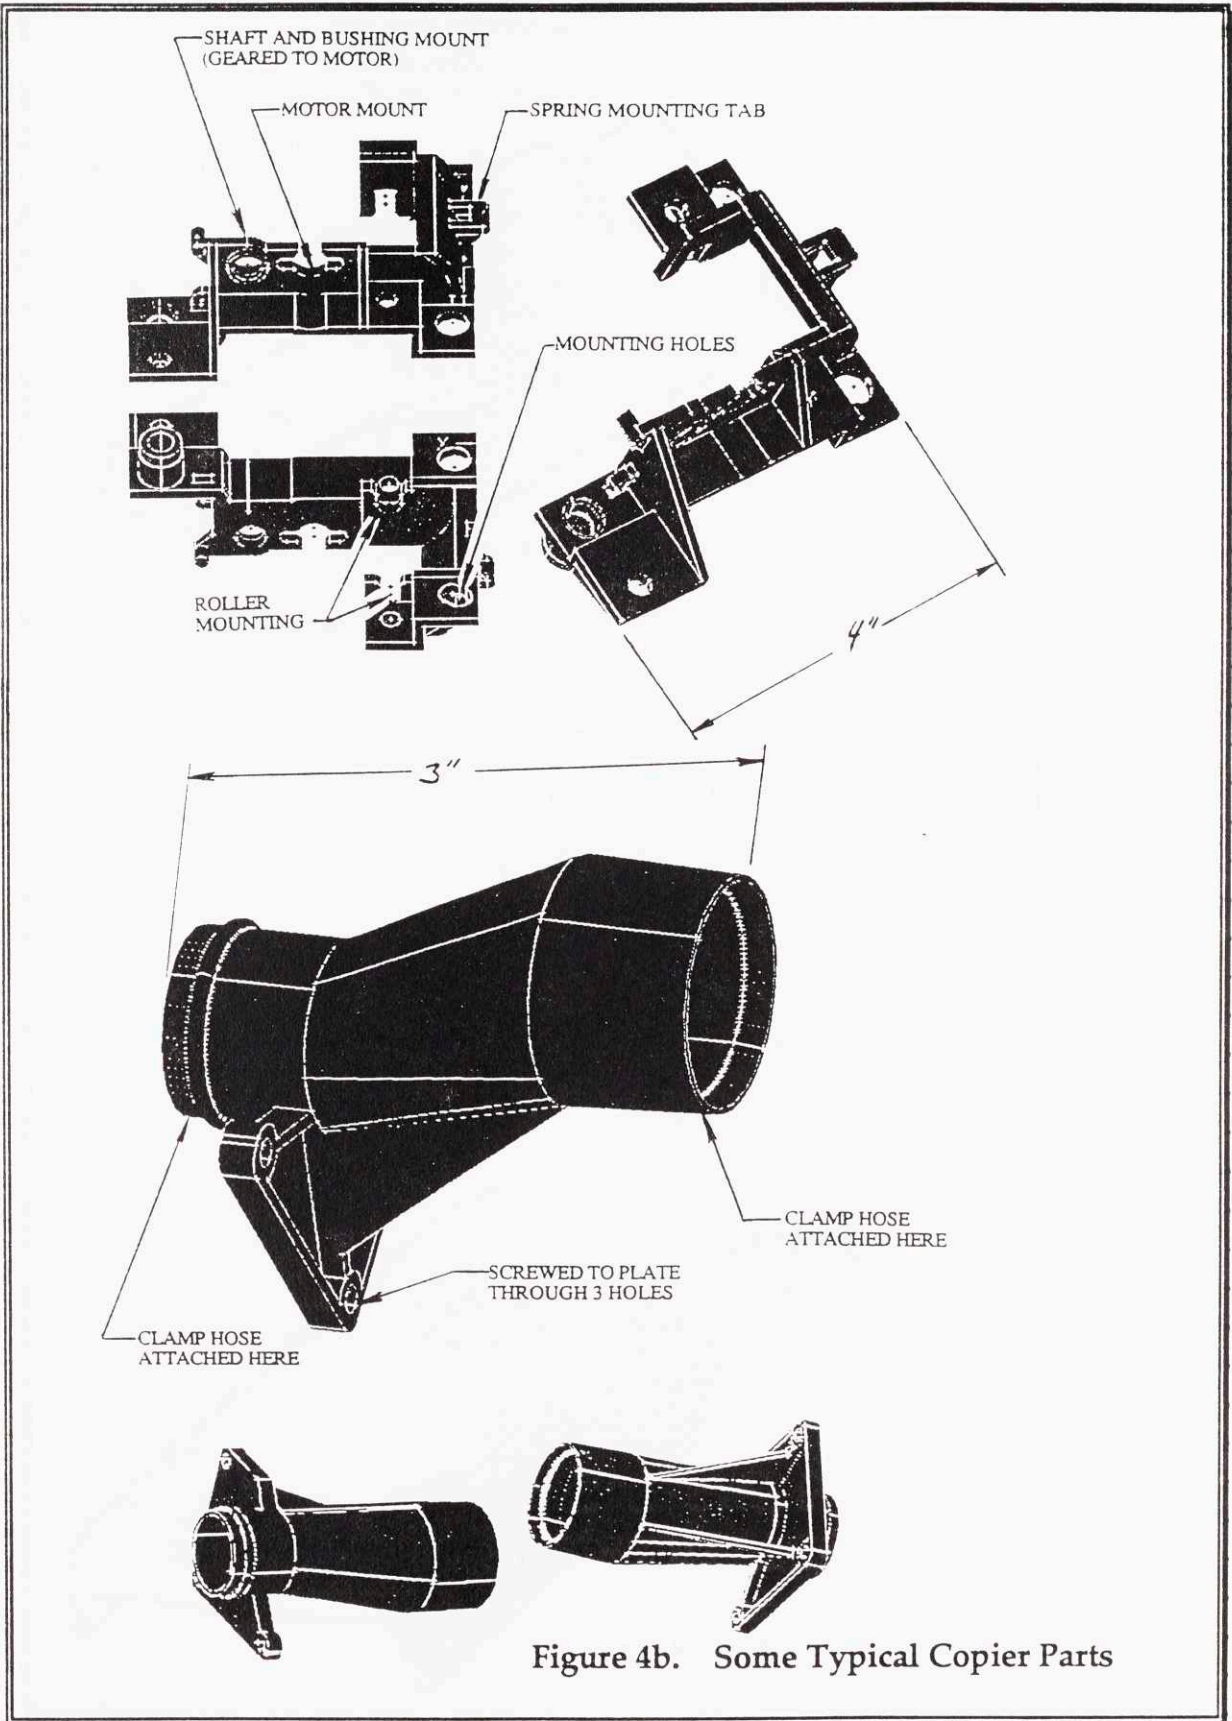 SHAFT AND BUSHING MOUNT
(GEARED TO MOTOR)
MOTOR MOUNT
SPRING MOUNTING TAB
MOUNTING HOLES
ROLLER
MOUNTING
4"
3"
CLAMP HOSE
ATTACHED HERE
SCREWED TO PLATE
THROUGH 3 HOLES
CLAMP HOSE
ATTACHED HERE
Figure 4b. Some Typical Copier Parts